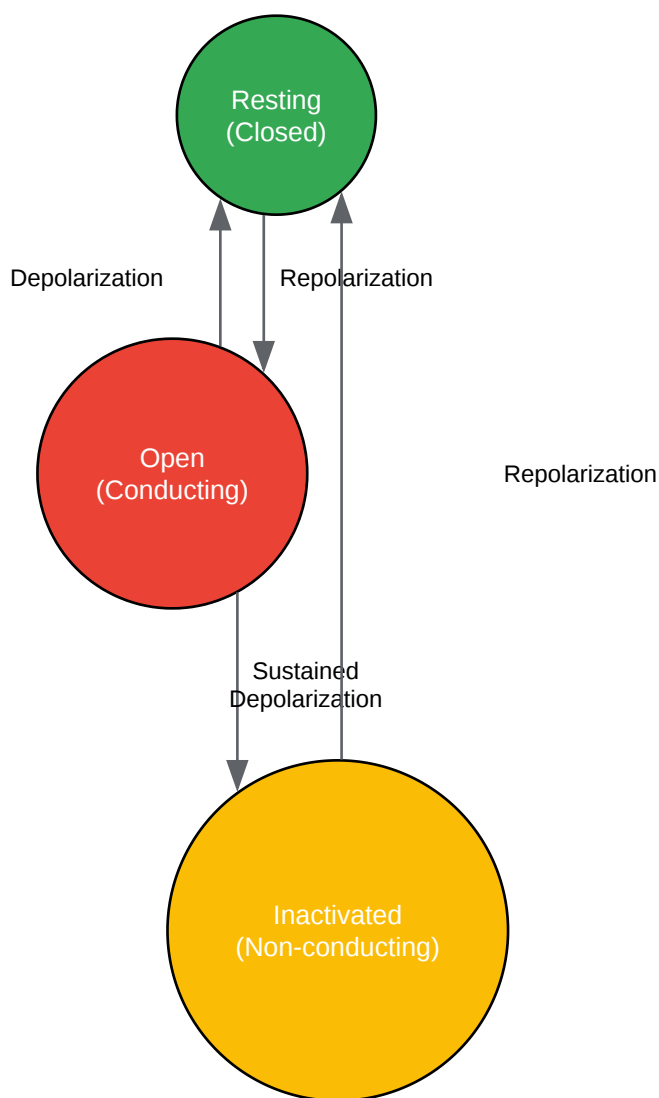 Resting
(Closed)
Depolarization
Repolarization
Open
(Conducting)
Repolarization
Sustained
Depolarization
Inactivated
(Non-conducting)